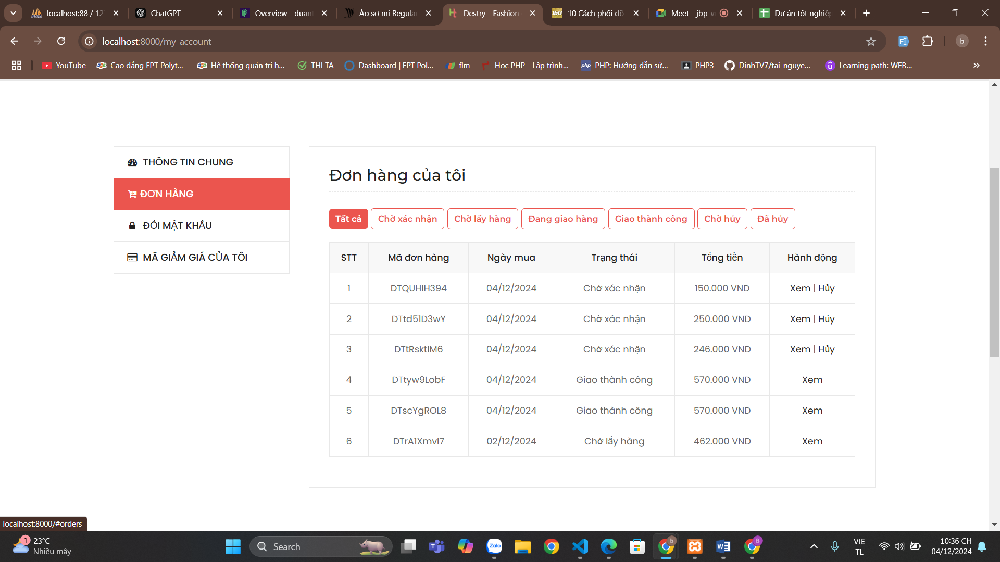 localhost:88 / 12
ChatGPT
Overview - duan
Áo sơ mi Regula
Destry - Fashion
10 Cách phối đồ
Meet - jbp-v
Dự án tốt nghiệp
localhost:8000/my_account
b
YouTube
Cao đẳng FPT Polyt...
Hệ thống quản trị h...
THI TA
Dashboard | FPT Pol...
flm
Học PHP - Lập trình...
php
PHP: Hướng dẫn sử...
PHP3
DinhTV7/tai_nguye...
Learning path: WEB...
THÔNG TIN CHUNG
ĐƠN HÀNG
ĐỔI MẬT KHẨU
MÃ GIẢM GIÁ CỦA TÔI
Đơn hàng của tôi
Tất cả Chờ xác nhận Chờ lấy hàng Đang giao hàng Giao thành công Chờ hủy Đã hủy
STT Mã đơn hàng Ngày mua Trạng thái Tổng tiền Hành động
1 DTQUHIH394 04/12/2024 Chờ xác nhận 150.000 VND Xem | Hủy
2 DTtd51D3wY 04/12/2024 Chờ xác nhận 250.000 VND Xem | Hủy
3 DTtRsktIM6 04/12/2024 Chờ xác nhận 246.000 VND Xem | Hủy
4 DTtyw9LobF 04/12/2024 Giao thành công 570.000 VND Xem
5 DTscYgROL8 04/12/2024 Giao thành công 570.000 VND Xem
6 DTrA1Xmvl7 02/12/2024 Chờ lấy hàng 462.000 VND Xem
localhost:8000/#orders
1
23°C
Nhiều mây
Search
Zalo
VIE
TL
10:36 CH
04/12/2024